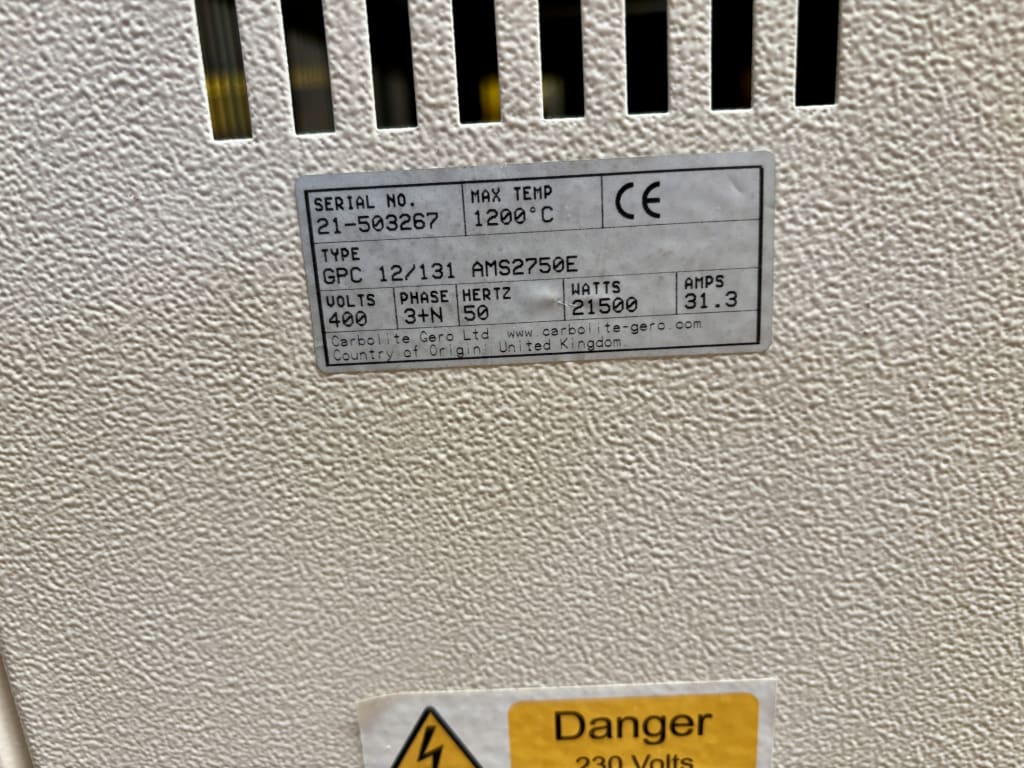 SERIAL NO. MAX TEMP CE
21-503267 1200°C
TYPE
GPC 12/131 AMS2750E
VOLTS PHASE HERTZ WATTS AMPS
400 3+N 50 21500 31.3
Carbolite Gero Ltd www.carbolite-gero.com
Country of Origin: United Kingdom.
Danger
230 Volts